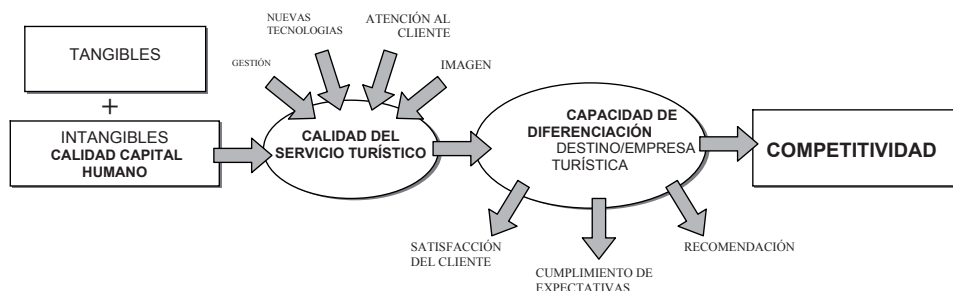 TANGIBLES
+
INTANGIBLES
CALIDAD CAPITAL
HUMANO
GESTIÓN
NUEVAS
TECNOLOGIAS
ATENCIÓN AL
CLIENTE
IMAGEN
CALIDAD DEL
SERVICIO TURÍSTICO
CAPACIDAD DE
DIFERENCIACIÓN
DESTINO/EMPRESA
TURÍSTICA
SATISFACCIÓN
DEL CLIENTE
CUMPLIMIENTO DE
EXPECTATIVAS
RECOMENDACIÓN
COMPETITIVIDAD